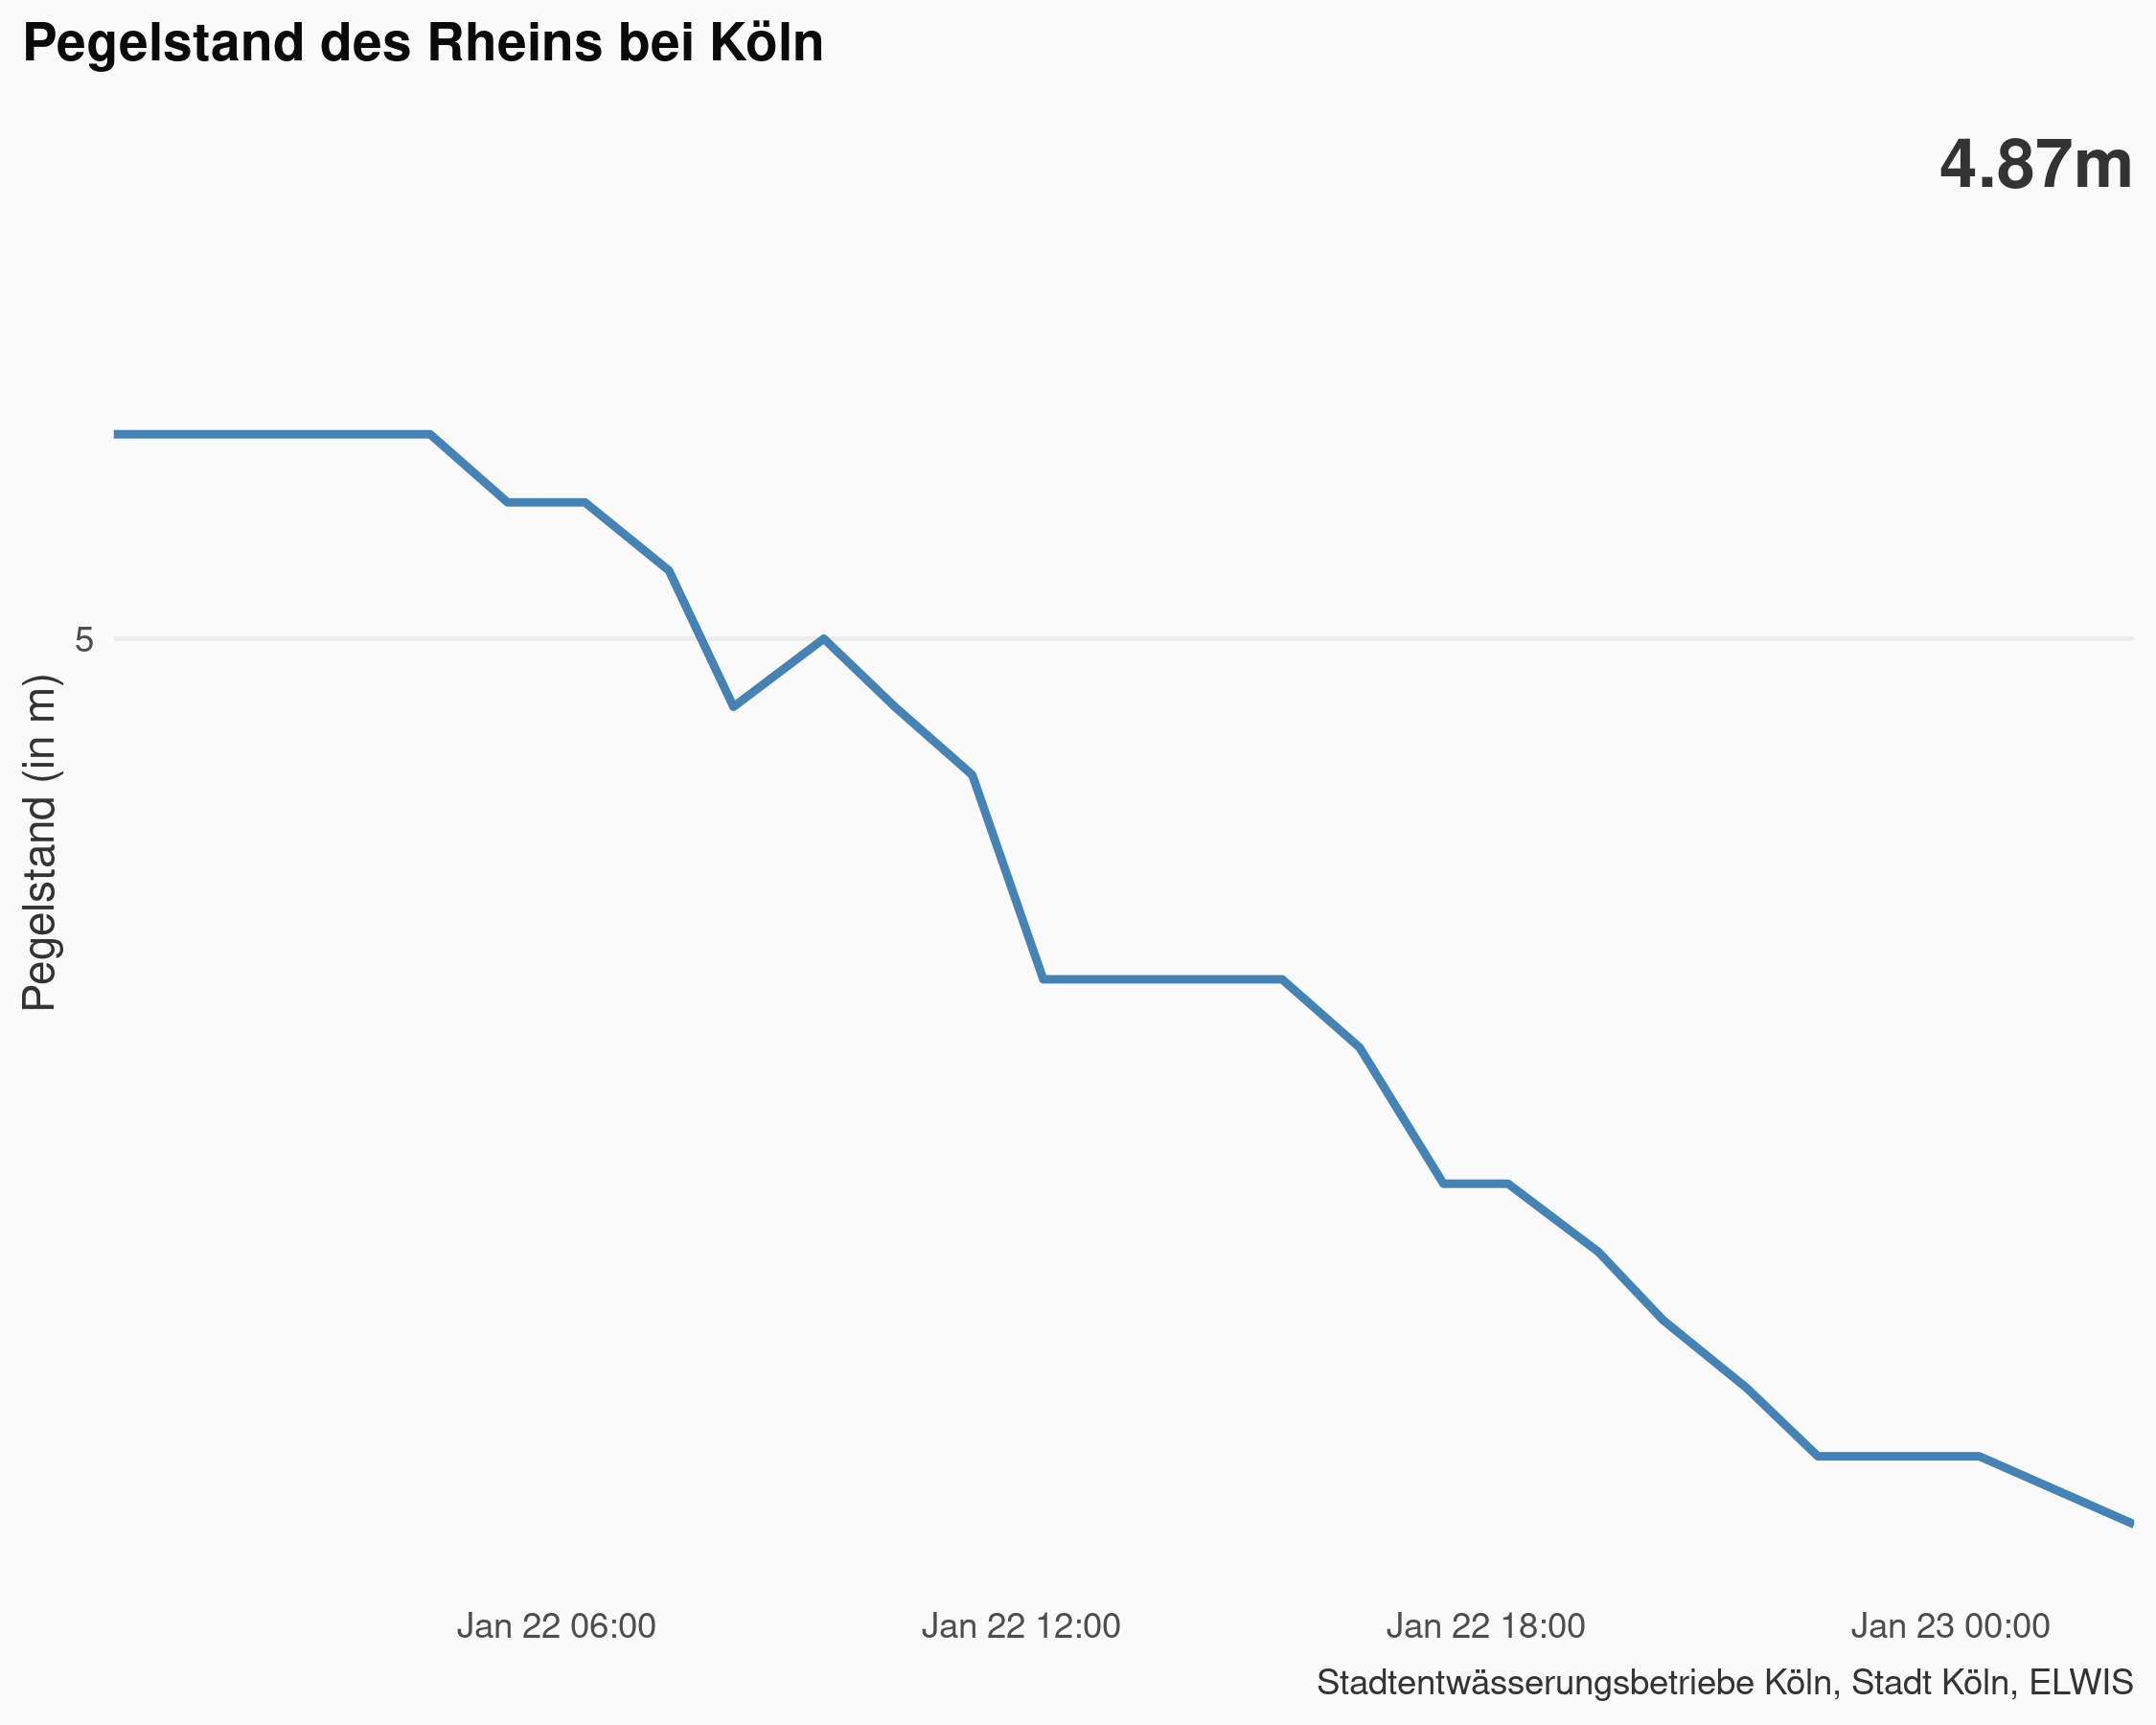 Pegelstand des Rheins bei Köln
4.87m
5
Pegelstand (in m)
Jan 22 06:00
Jan 22 12:00
Jan 22 18:00
Jan 23 00:00
Stadtentwässerungsbetriebe Köln, Stadt Köln, ELWIS